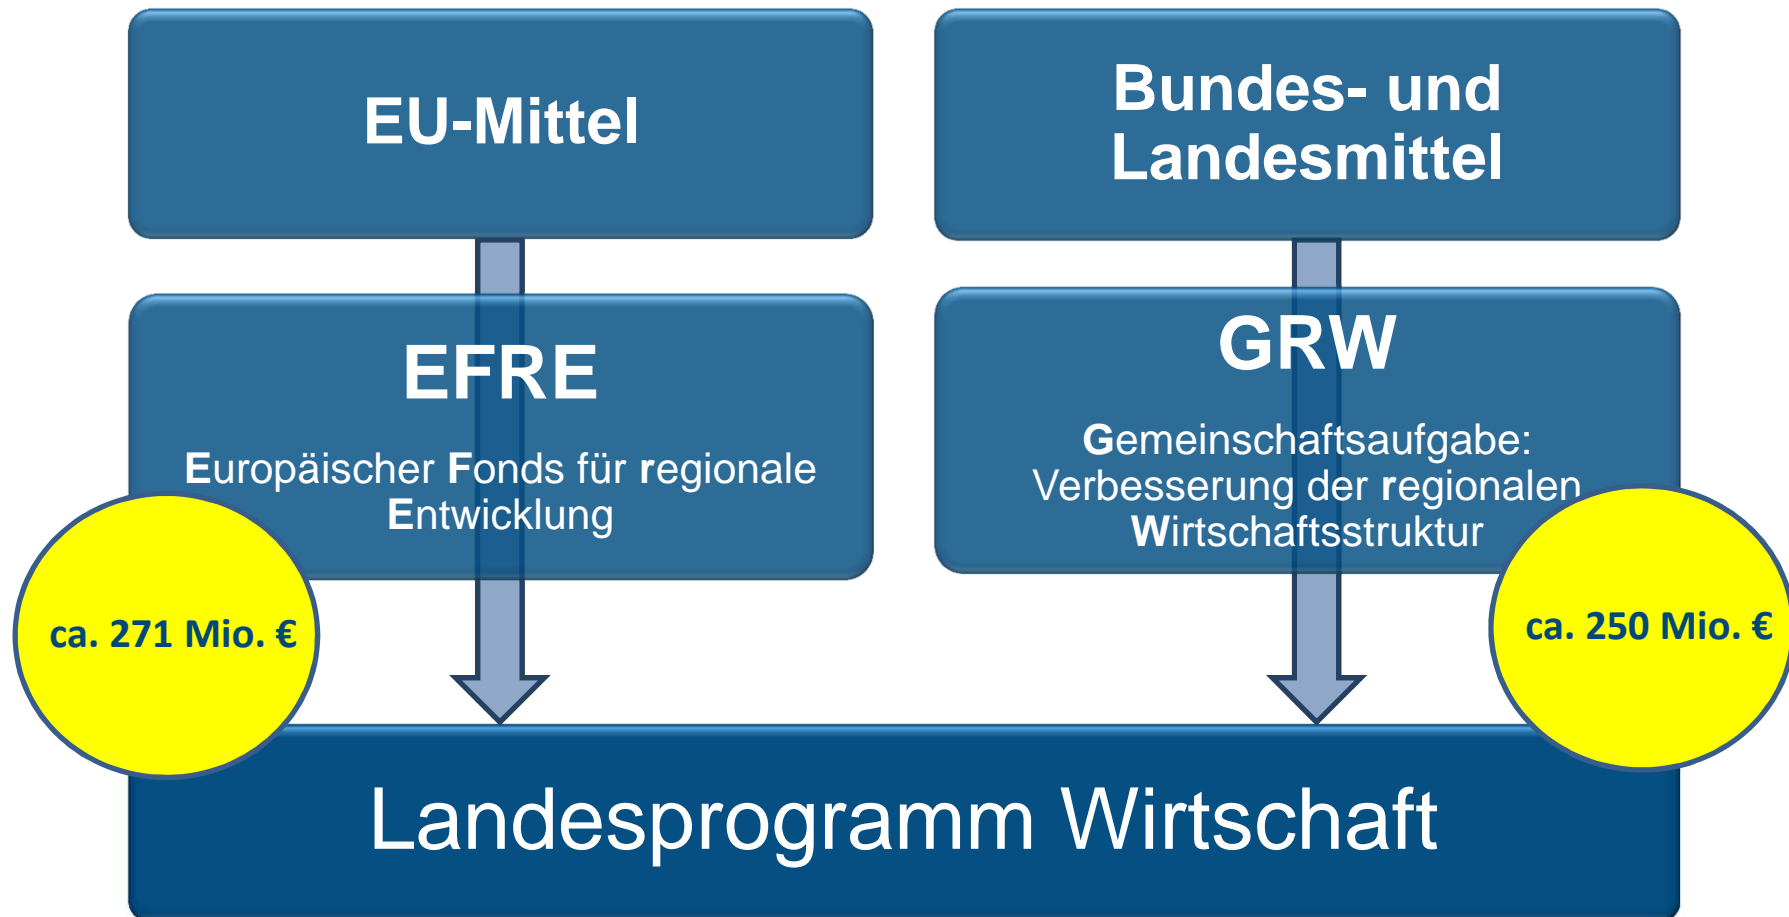 EU-Mittel
Bundes- und
Landesmittel
EFRE
Europäischer Fonds für regionale
Entwicklung
GRW
Gemeinschaftsaufgabe:
Verbesserung der regionalen
Wirtschaftsstruktur
ca. 271 Mio. €
ca. 250 Mio. €
Landesprogramm Wirtschaft